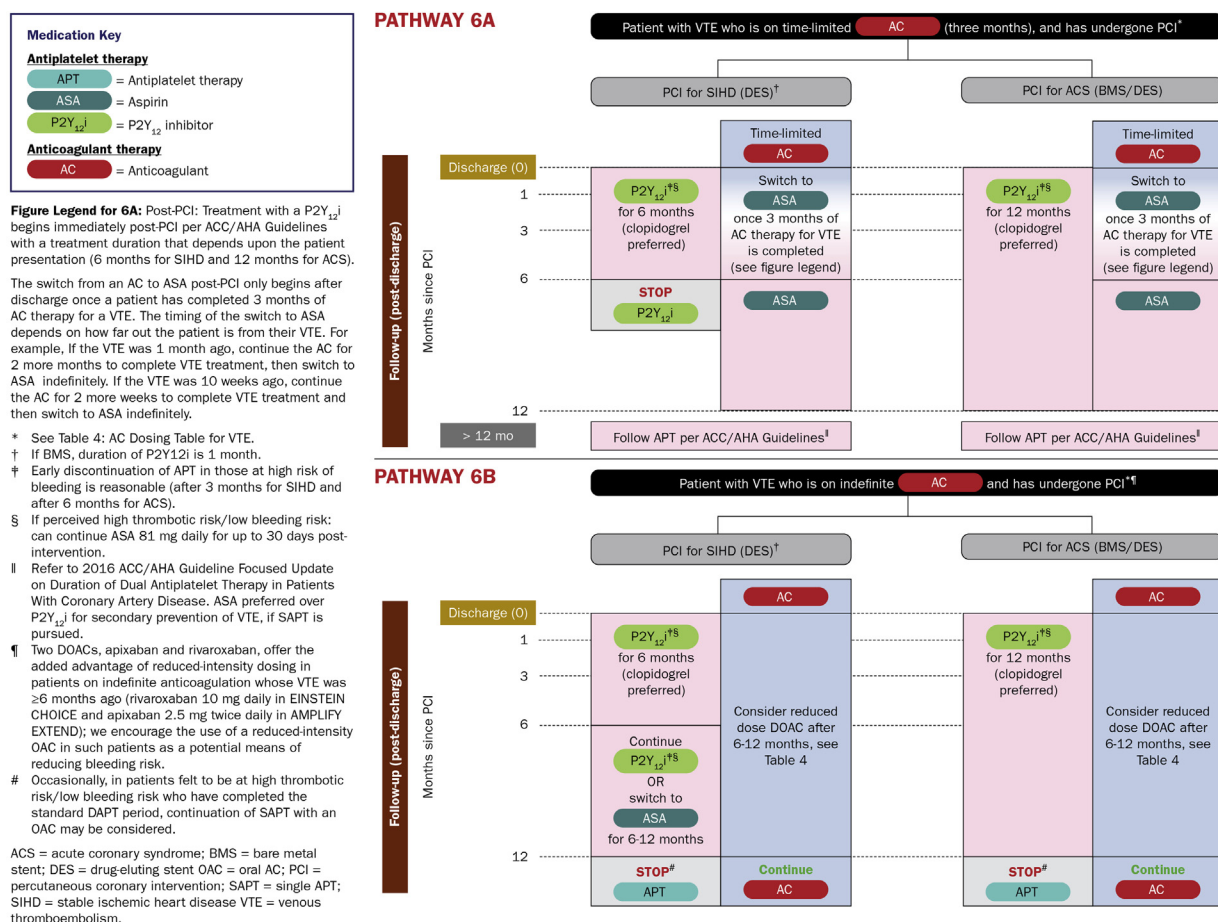 Medication Key
Antiplatelet therapy
APT = Antiplatelet therapy
ASA = Aspirin
P2Y₁₂i = P2Y₁₂ inhibitor
Anticoagulant therapy
AC = Anticoagulant
Figure Legend for 6A: Post-PCI: Treatment with a P2Y₁₂i
begins immediately post-PCI per ACC/AHA Guidelines
with a treatment duration that depends upon the patient
presentation (6 months for SIHD and 12 months for ACS).
The switch from an AC to ASA post-PCI only begins after
discharge once a patient has completed 3 months of
AC therapy for a VTE. The timing of the switch to ASA
depends on how far out the patient is from their VTE. For
example, If the VTE was 1 month ago, continue the AC for
2 more months to complete VTE treatment, then switch to
ASA indefinitely. If the VTE was 10 weeks ago, continue
the AC for 2 more weeks to complete VTE treatment and
then switch to ASA indefinitely.
* See Table 4: AC Dosing Table for VTE.
† If BMS, duration of P2Y12i is 1 month.
‡ Early discontinuation of APT in those at high risk of
bleeding is reasonable (after 3 months for SIHD and
after 6 months for ACS).
§ If perceived high thrombotic risk/low bleeding risk:
can continue ASA 81 mg daily for up to 30 days post-
intervention.
‖ Refer to 2016 ACC/AHA Guideline Focused Update
on Duration of Dual Antiplatelet Therapy in Patients
With Coronary Artery Disease. ASA preferred over
P2Y₁₂i for secondary prevention of VTE, if SAPT is
pursued.
¶ Two DOACs, apixaban and rivaroxaban, offer the
added advantage of reduced-intensity dosing in
patients on indefinite anticoagulation whose VTE was
≥6 months ago (rivaroxaban 10 mg daily in EINSTEIN
CHOICE and apixaban 2.5 mg twice daily in AMPLIFY
EXTEND); we encourage the use of a reduced-intensity
OAC in such patients as a potential means of
reducing bleeding risk.
# Occasionally, in patients felt to be at high thrombotic
risk/low bleeding risk who have completed the
standard DAPT period, continuation of SAPT with an
OAC may be considered.
ACS = acute coronary syndrome; BMS = bare metal
stent; DES = drug-eluting stent OAC = oral AC; PCI =
percutaneous coronary intervention; SAPT = single APT;
SIHD = stable ischemic heart disease VTE = venous
thromboembolism.
PATHWAY 6A
Patient with VTE who is on time-limited AC (three months), and has undergone PCI*
PCI for SIHD (DES)†
PCI for ACS (BMS/DES)
Follow-up (post-discharge)
Months since PCI
Discharge (0)
1
3
6
12
> 12 mo
P2Y₁₂i‡§
for 6 months
(clopidogrel
preferred)
STOP
P2Y₁₂i
Time-limited
AC
Switch to
ASA
once 3 months of
AC therapy for VTE
is completed
(see figure legend)
ASA
Follow APT per ACC/AHA Guidelines‖
P2Y₁₂i‡§
for 12 months
(clopidogrel
preferred)
Time-limited
AC
Switch to
ASA
once 3 months of
AC therapy for VTE
is completed
(see figure legend)
ASA
Follow APT per ACC/AHA Guidelines‖
PATHWAY 6B
Patient with VTE who is on indefinite AC and has undergone PCI*¶
PCI for SIHD (DES)†
PCI for ACS (BMS/DES)
Follow-up (post-discharge)
Months since PCI
Discharge (0)
1
3
6
12
P2Y₁₂i‡§
for 6 months
(clopidogrel
preferred)
Continue
P2Y₁₂i‡§
OR
switch to
ASA
for 6-12 months
STOP#
APT
AC
Consider reduced
dose DOAC after
6-12 months, see
Table 4
Continue
AC
P2Y₁₂i‡§
for 12 months
(clopidogrel
preferred)
STOP#
APT
AC
Consider reduced
dose DOAC after
6-12 months, see
Table 4
Continue
AC